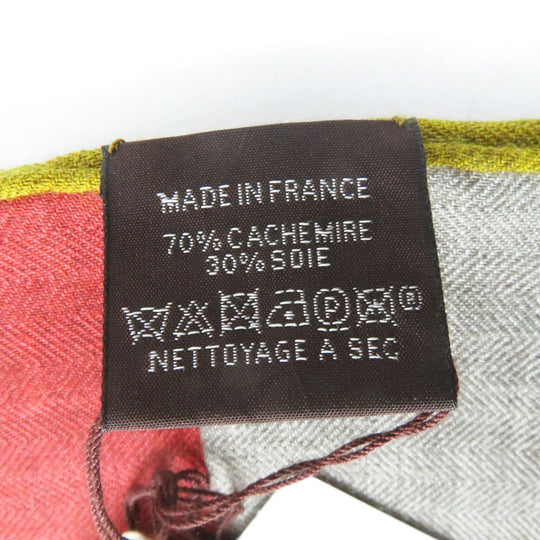 MADE IN FRANCE
70% CACHEMIRE
30% SOIE
P ®
NETTOYAGE A SEC